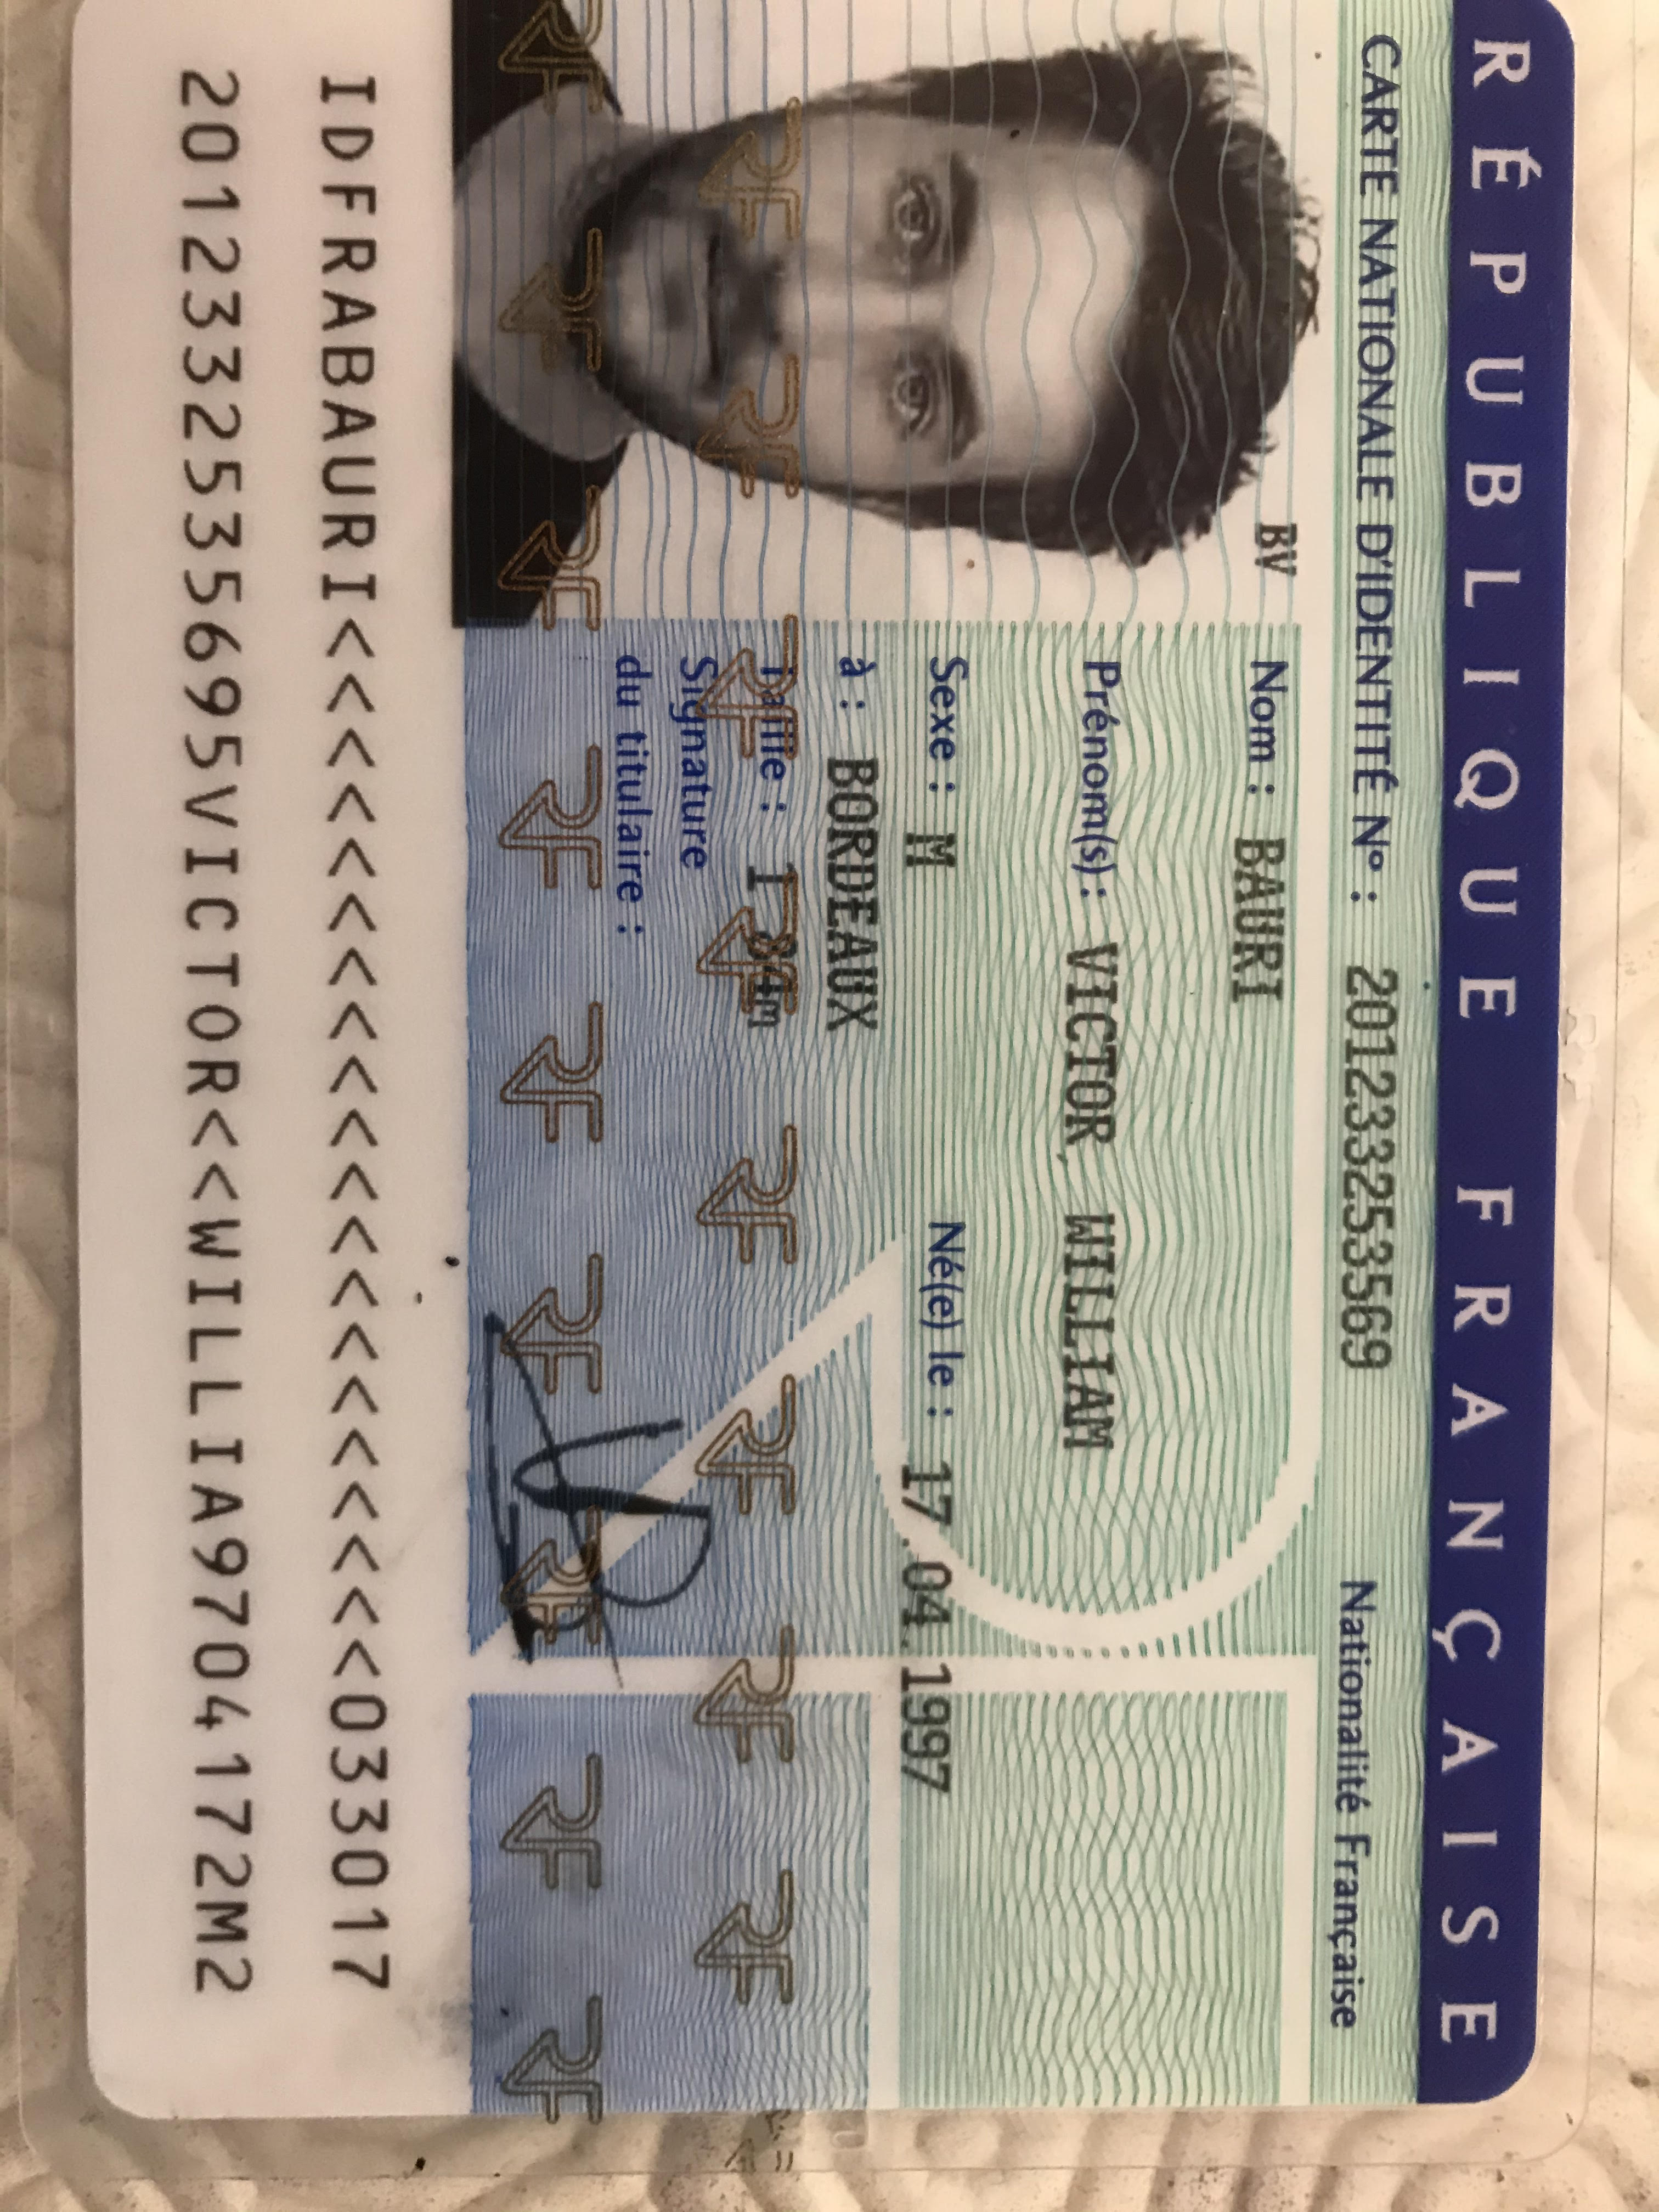 RÉPUBLIQUE FRANÇAISE
CARTE NATIONALE D'IDENTITÉ N° : 201233253569 Nationalité Française
BV
Nom : BAURI
Prénom(s) : VICTOR, WILLIAM
Sexe : M Né(e) le : 17.04.1997
à : BORDEAUX
Taille : 1,84m
Signature
du titulaire :
IDFRABAURI<<<<<<<<<<<<<<<<<<<<033017
2012332535695VICTOR<<WILLIA9704172M2